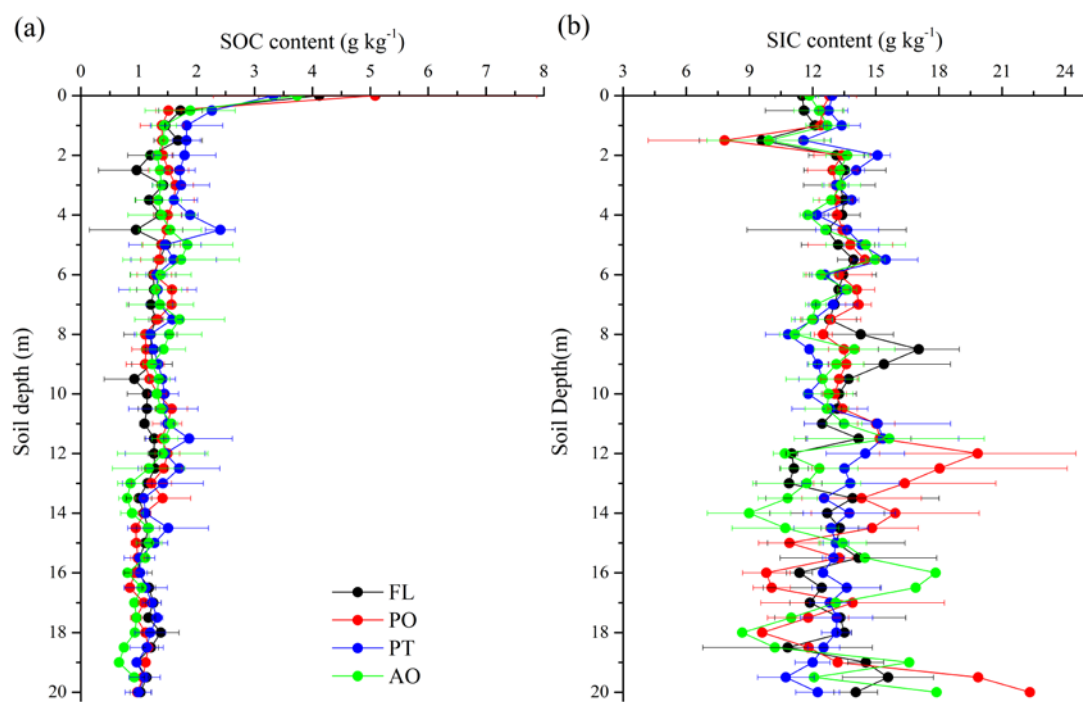 (a)
SOC content (g kg-1)
0 1 2 3 4 5 6 7 8
0
2
4
6
8
10
12
14
16
18
20
Soil depth (m)
FL
PO
PT
AO
(b)
SIC content (g kg-1)
3 6 9 12 15 18 21 24
0
2
4
6
8
10
12
14
16
18
20
Soil Depth(m)